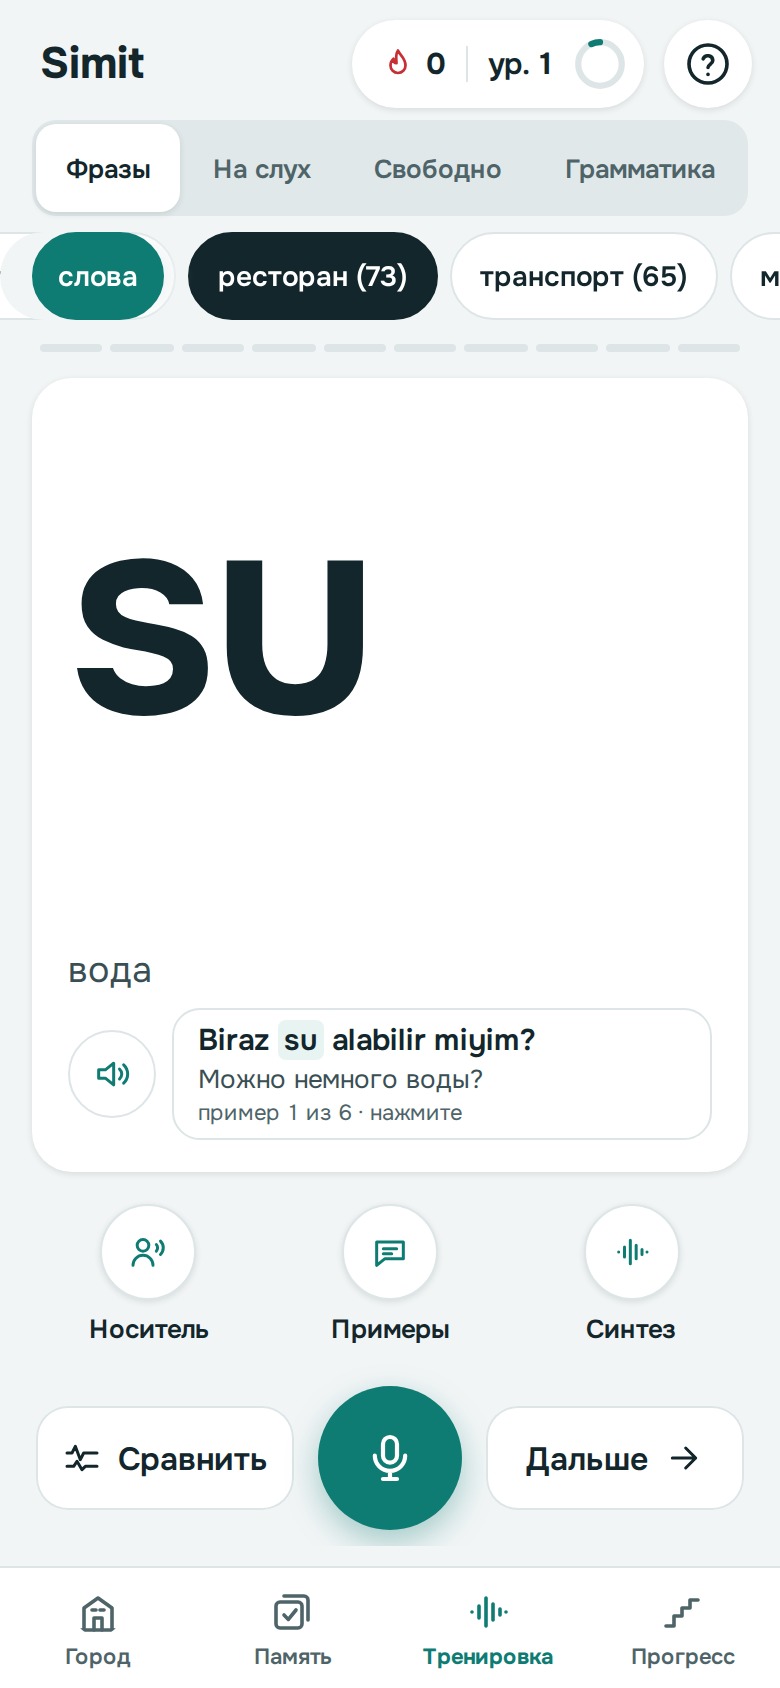 Simit
0
ур. 1
Фразы
На слух
Свободно
Грамматика
слова
ресторан (73)
транспорт (65)
su
вода
Biraz su alabilir miyim?
Можно немного воды?
пример 1 из 6 · нажмите
Носитель
Примеры
Синтез
Сравнить
Дальше
Город
Память
Тренировка
Прогресс